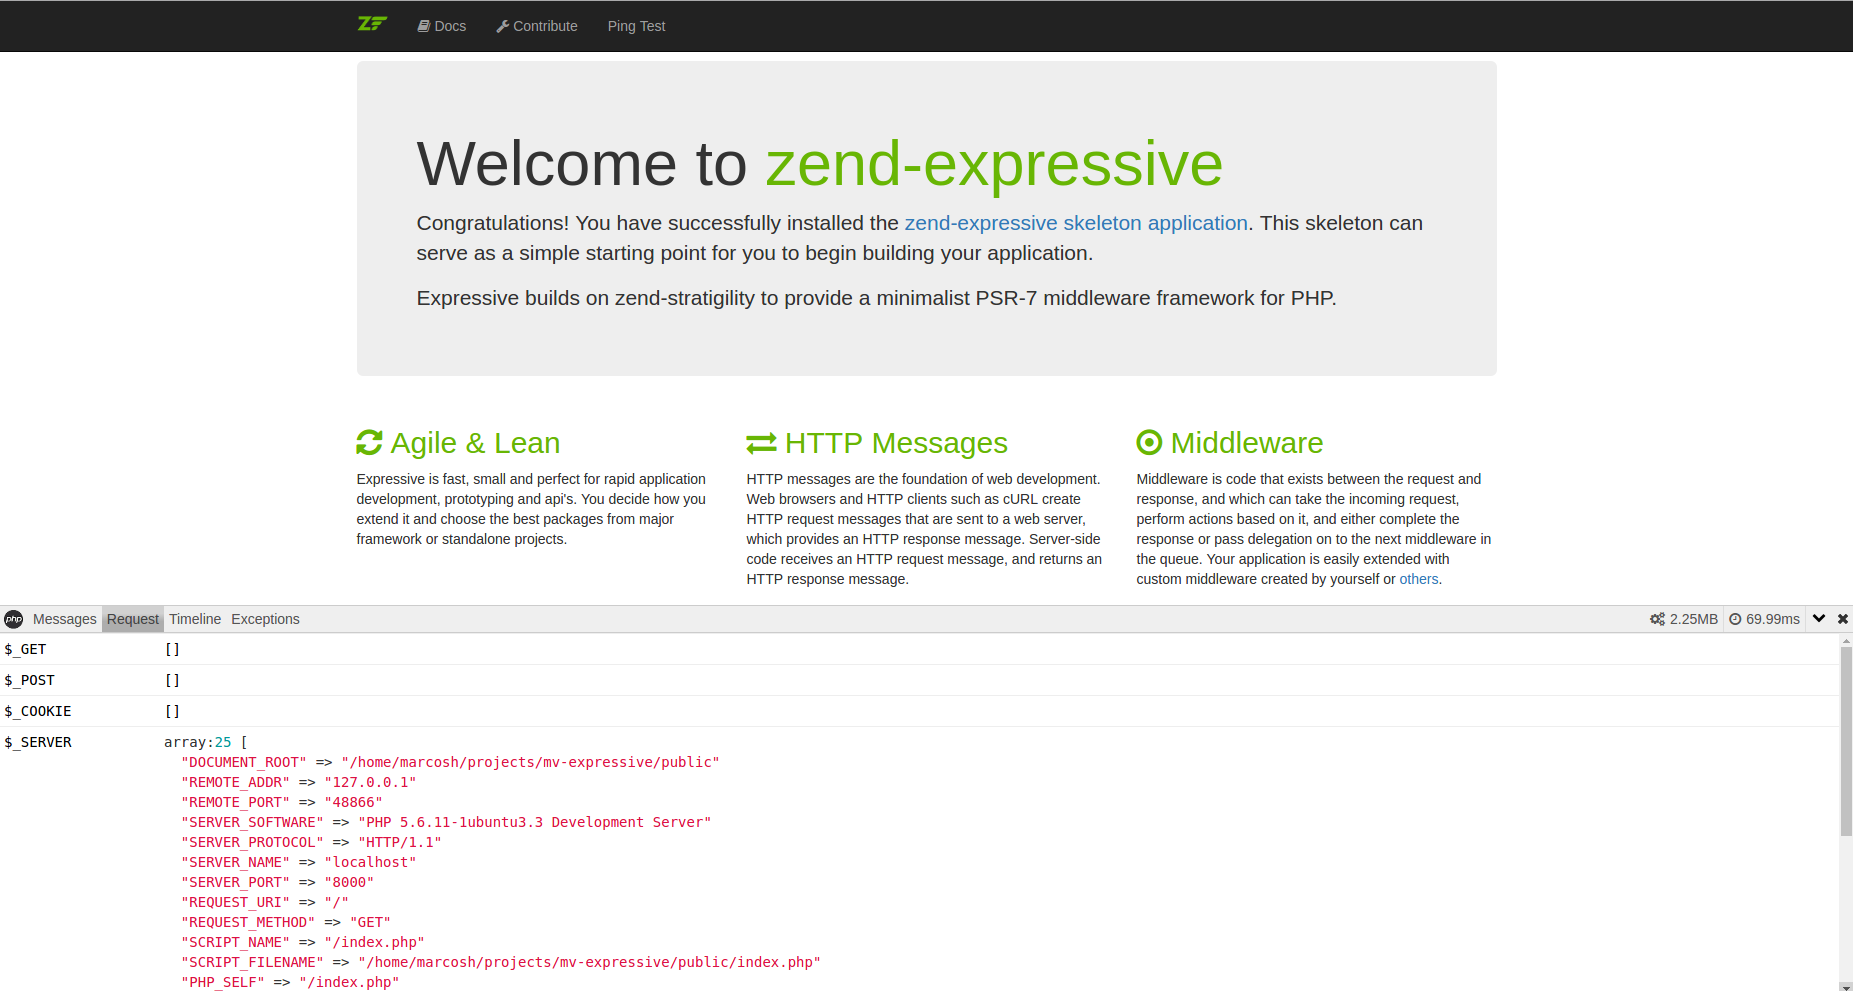 ZF Docs Contribute Ping Test
Welcome to zend-expressive
Congratulations! You have successfully installed the zend-expressive skeleton application. This skeleton can
serve as a simple starting point for you to begin building your application.
Expressive builds on zend-stratigility to provide a minimalist PSR-7 middleware framework for PHP.
Agile & Lean
Expressive is fast, small and perfect for rapid application
development, prototyping and api's. You decide how you
extend it and choose the best packages from major
framework or standalone projects.
HTTP Messages
HTTP messages are the foundation of web development.
Web browsers and HTTP clients such as cURL create
HTTP request messages that are sent to a web server,
which provides an HTTP response message. Server-side
code receives an HTTP request message, and returns an
HTTP response message.
Middleware
Middleware is code that exists between the request and
response, and which can take the incoming request,
perform actions based on it, and either complete the
response or pass delegation on to the next middleware in
the queue. Your application is easily extended with
custom middleware created by yourself or others.
php Messages Request Timeline Exceptions 2.25MB 69.99ms
$_GET []
$_POST []
$_COOKIE []
$_SERVER array:25 [
"DOCUMENT_ROOT" => "/home/marcosh/projects/mv-expressive/public"
"REMOTE_ADDR" => "127.0.0.1"
"REMOTE_PORT" => "48866"
"SERVER_SOFTWARE" => "PHP 5.6.11-1ubuntu3.3 Development Server"
"SERVER_PROTOCOL" => "HTTP/1.1"
"SERVER_NAME" => "localhost"
"SERVER_PORT" => "8000"
"REQUEST_URI" => "/"
"REQUEST_METHOD" => "GET"
"SCRIPT_NAME" => "/index.php"
"SCRIPT_FILENAME" => "/home/marcosh/projects/mv-expressive/public/index.php"
"PHP_SELF" => "/index.php"